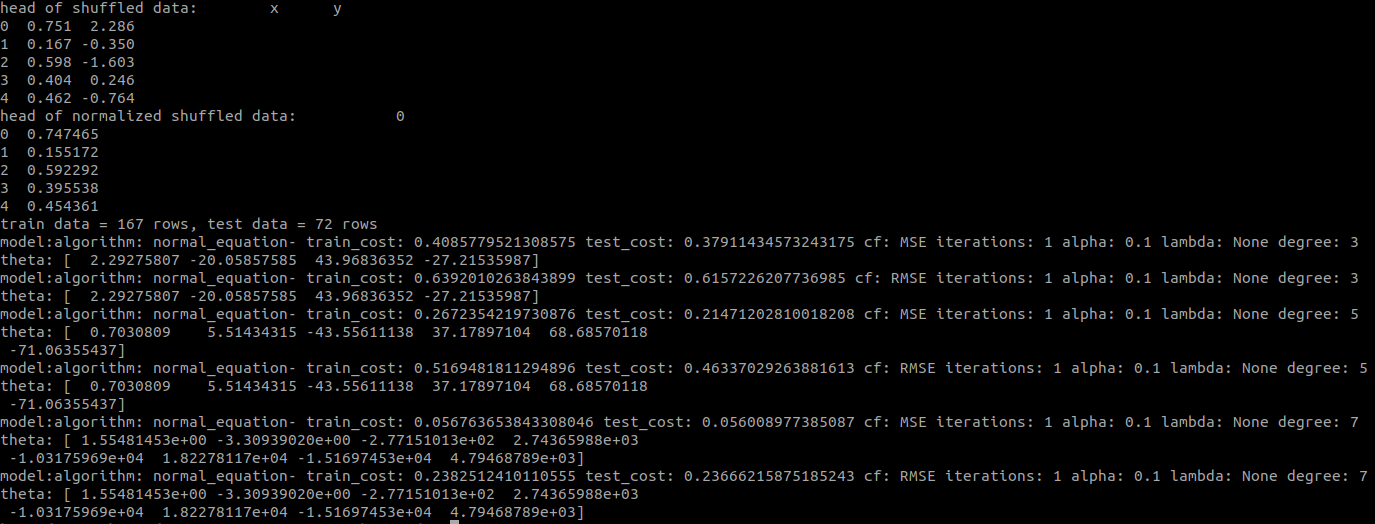 head of shuffled data:        x      y
0  0.751  2.286
1  0.167 -0.350
2  0.598 -1.603
3  0.404  0.246
4  0.462 -0.764
head of normalized shuffled data:           0
0  0.747465
1  0.155172
2  0.592292
3  0.395538
4  0.454361
train data = 167 rows, test data = 72 rows
model:algorithm: normal_equation- train_cost: 0.4085779521308575 test_cost: 0.37911434573243175 cf: MSE iterations: 1 alpha: 0.1 lambda: None degree: 3
theta: [  2.29275807 -20.05857585  43.96836352 -27.21535987]
model:algorithm: normal_equation- train_cost: 0.6392010263843899 test_cost: 0.6157226207736985 cf: RMSE iterations: 1 alpha: 0.1 lambda: None degree: 3
theta: [  2.29275807 -20.05857585  43.96836352 -27.21535987]
model:algorithm: normal_equation- train_cost: 0.2672354219730876 test_cost: 0.21471202810018208 cf: MSE iterations: 1 alpha: 0.1 lambda: None degree: 5
theta: [  0.7030809    5.51434315 -43.55611138  37.17897104  68.68570118
 -71.06355437]
model:algorithm: normal_equation- train_cost: 0.5169481811294896 test_cost: 0.46337029263881613 cf: RMSE iterations: 1 alpha: 0.1 lambda: None degree: 5
theta: [  0.7030809    5.51434315 -43.55611138  37.17897104  68.68570118
 -71.06355437]
model:algorithm: normal_equation- train_cost: 0.056763653843308046 test_cost: 0.056008977385087 cf: MSE iterations: 1 alpha: 0.1 lambda: None degree: 7
theta: [ 1.55481453e+00 -3.30939020e+00 -2.77151013e+02  2.74365988e+03
 -1.03175969e+04  1.82278117e+04 -1.51697453e+04  4.79468789e+03]
model:algorithm: normal_equation- train_cost: 0.2382512410110555 test_cost: 0.23666215875185243 cf: RMSE iterations: 1 alpha: 0.1 lambda: None degree: 7
theta: [ 1.55481453e+00 -3.30939020e+00 -2.77151013e+02  2.74365988e+03
 -1.03175969e+04  1.82278117e+04 -1.51697453e+04  4.79468789e+03]